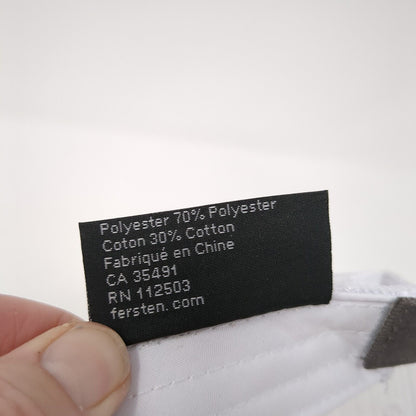 Polyester 70% Polyester
Coton 30% Cotton
Fabriqué en Chine
CA 35491
RN 112503
fersten. com